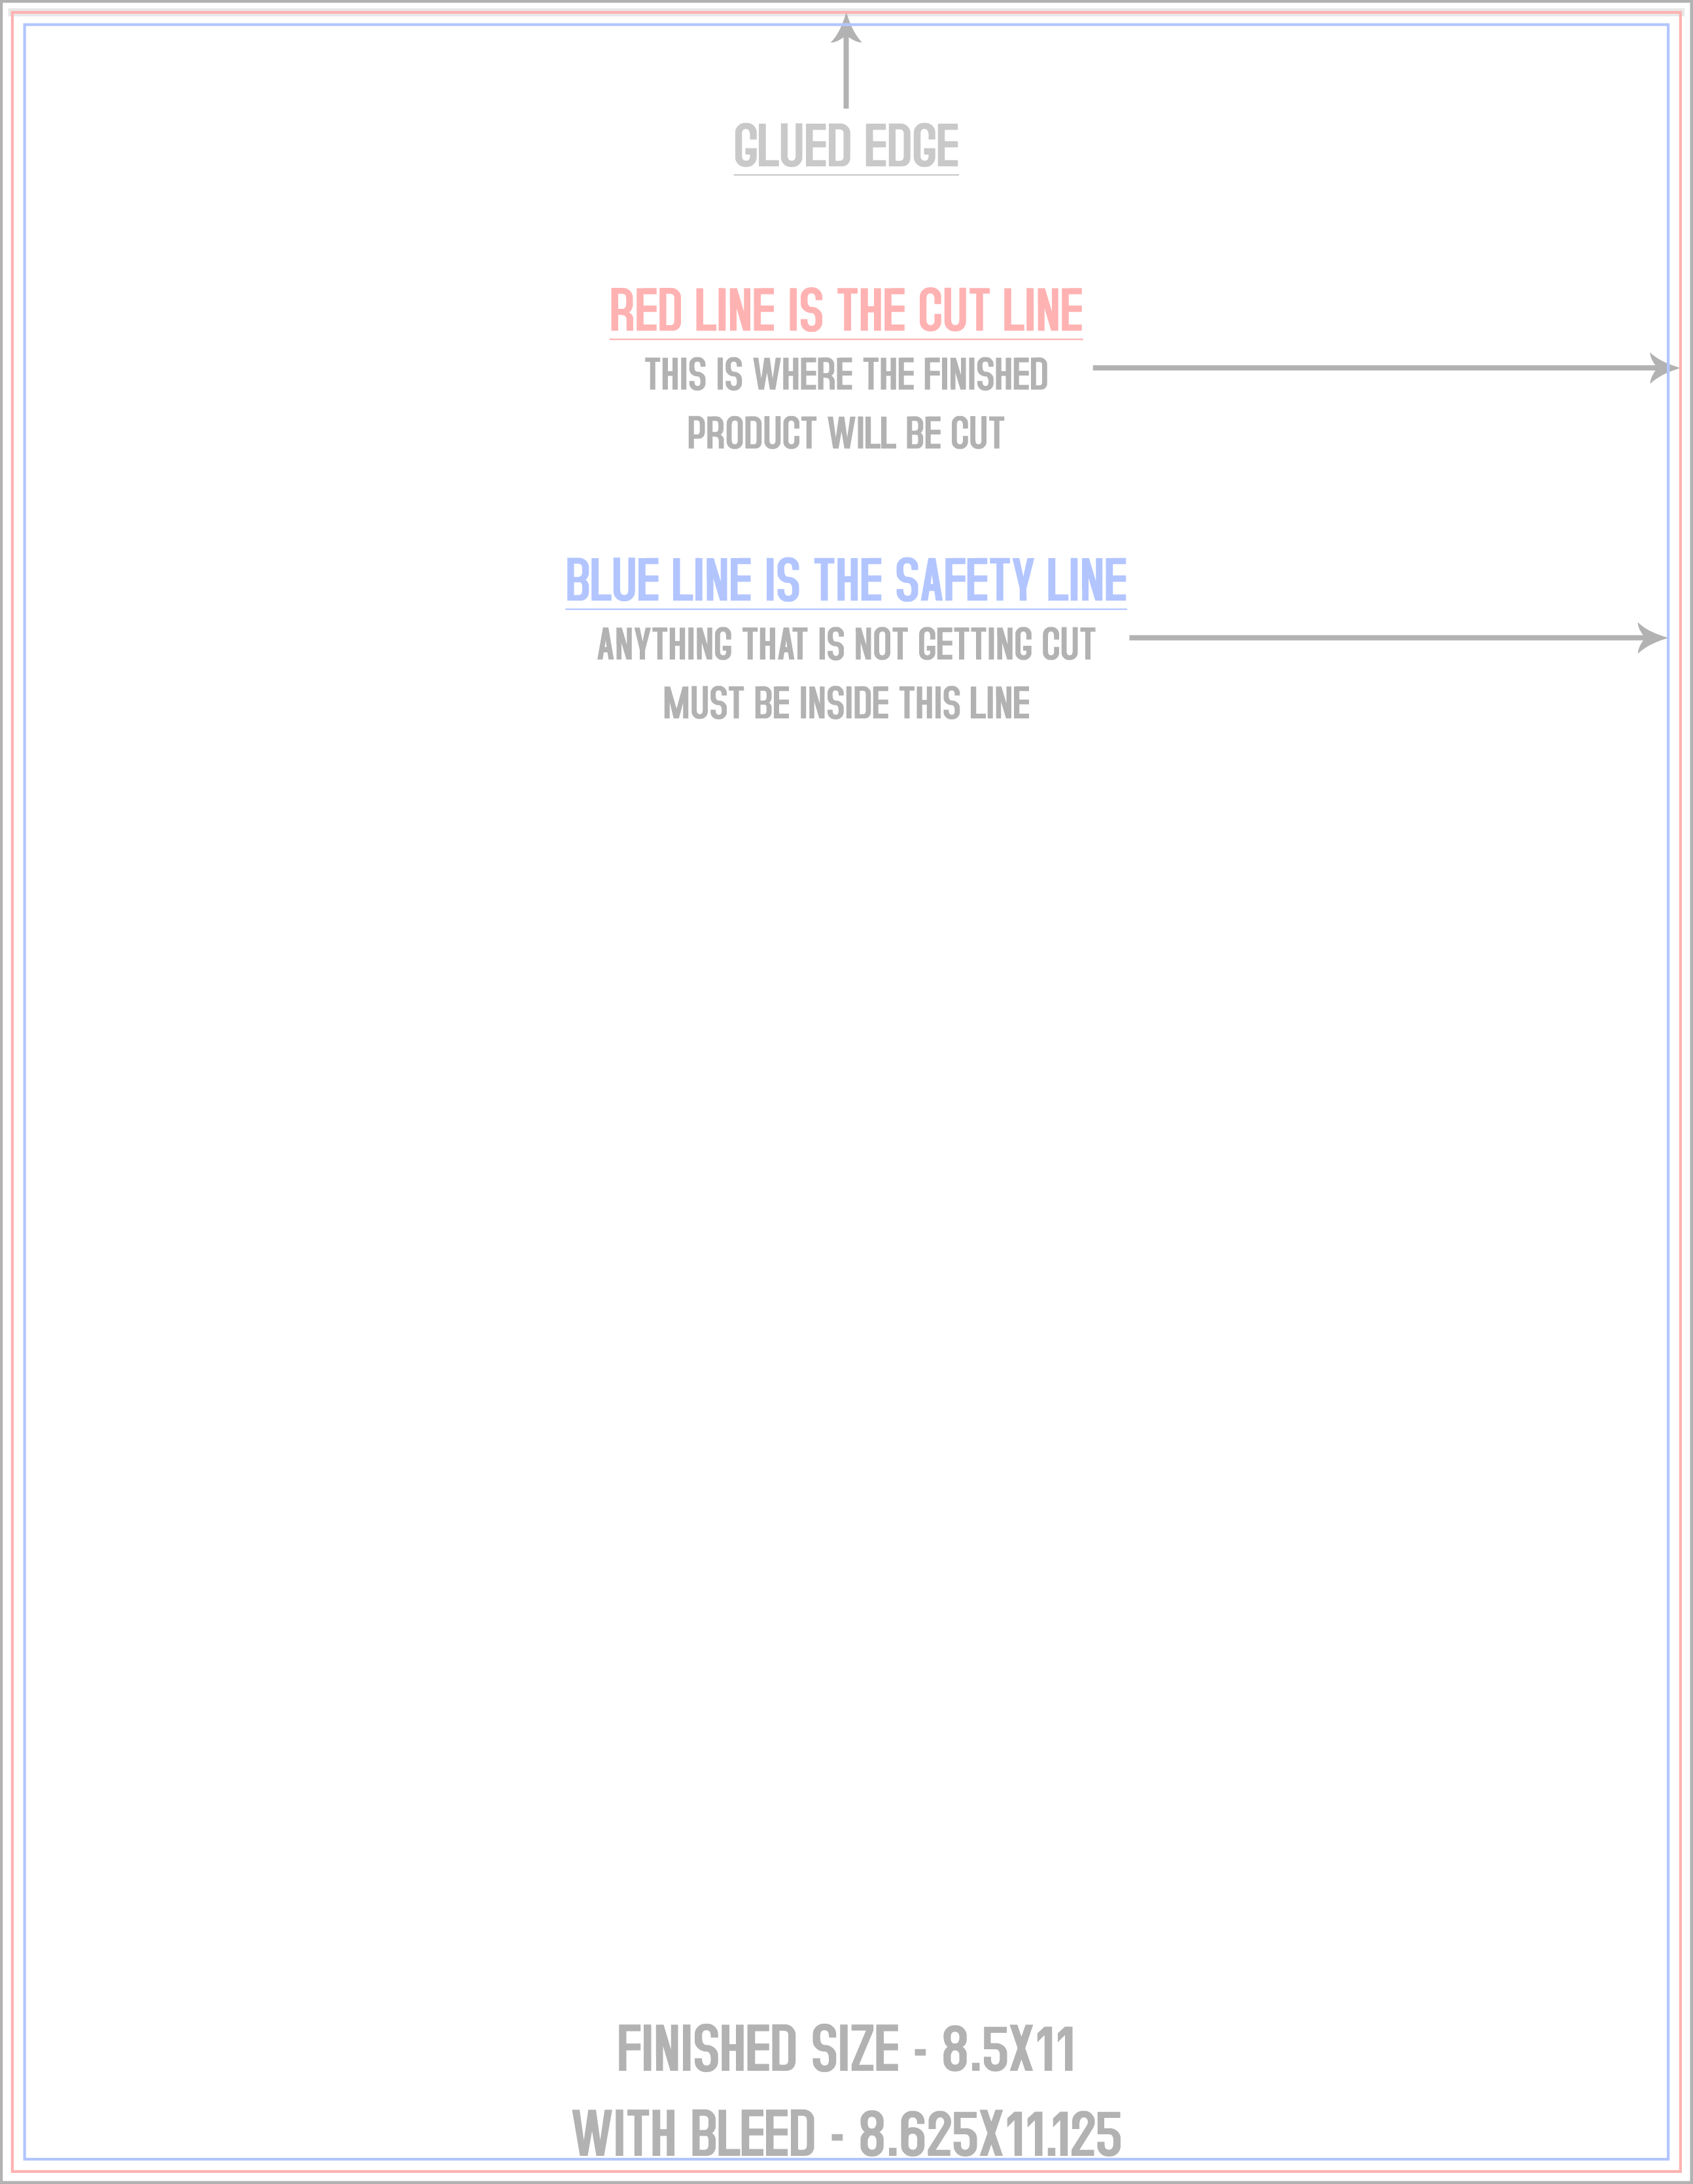 GLUED EDGE
RED LINE IS THE CUT LINE
THIS IS WHERE THE FINISHED
PRODUCT WILL BE CUT
BLUE LINE IS THE SAFETY LINE
ANYTHING THAT IS NOT GETTING CUT
MUST BE INSIDE THIS LINE
FINISHED SIZE - 8.5X11
WITH BLEED - 8.625X11.125